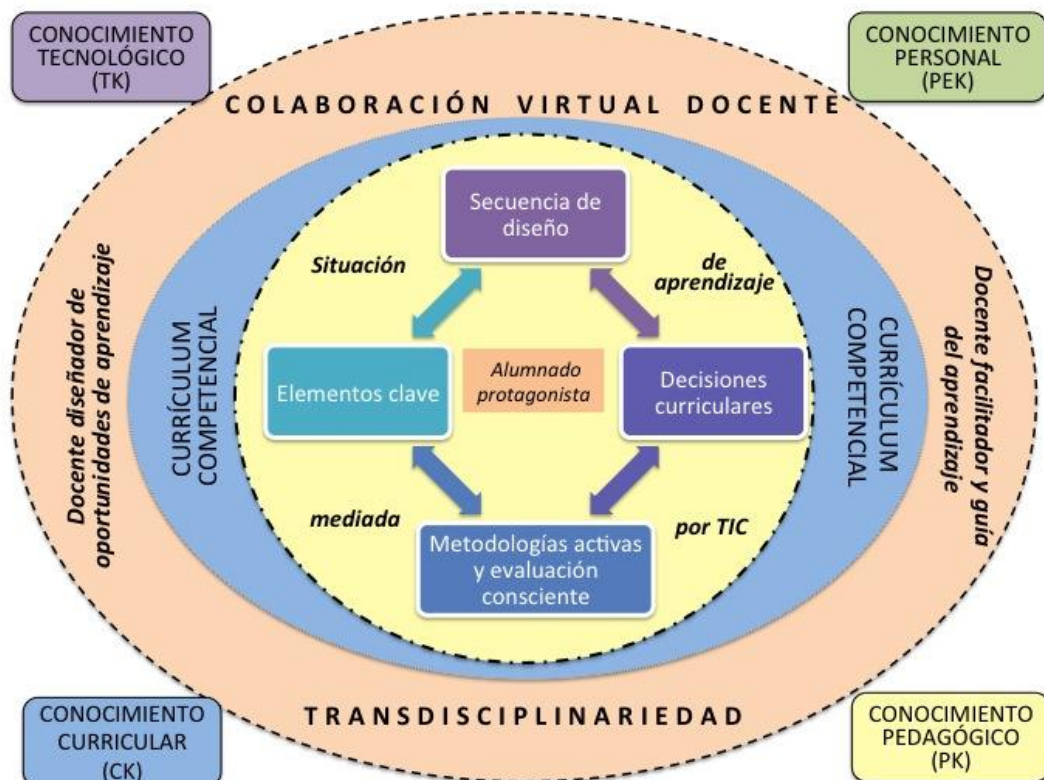 CONOCIMIENTO
TECNOLÓGICO
(TK)
CONOCIMIENTO
PERSONAL
(PEK)
COLABORACIÓN VIRTUAL DOCENTE
Secuencia de
diseño
Situación
de
aprendizaje
Docente diseñador de
oportunidades de aprendizaje
CURRÍCULUM
COMPETENCIAL
Elementos clave
Alumnado
protagonista
Decisiones
curriculares
CURRÍCULUM
COMPETENCIAL
Docente facilitador y guía
del aprendizaje
mediada
por TIC
Metodologías activas
y evaluación
consciente
TRANSDISCIPLINARIEDAD
CONOCIMIENTO
CURRICULAR
(CK)
CONOCIMIENTO
PEDAGÓGICO
(PK)